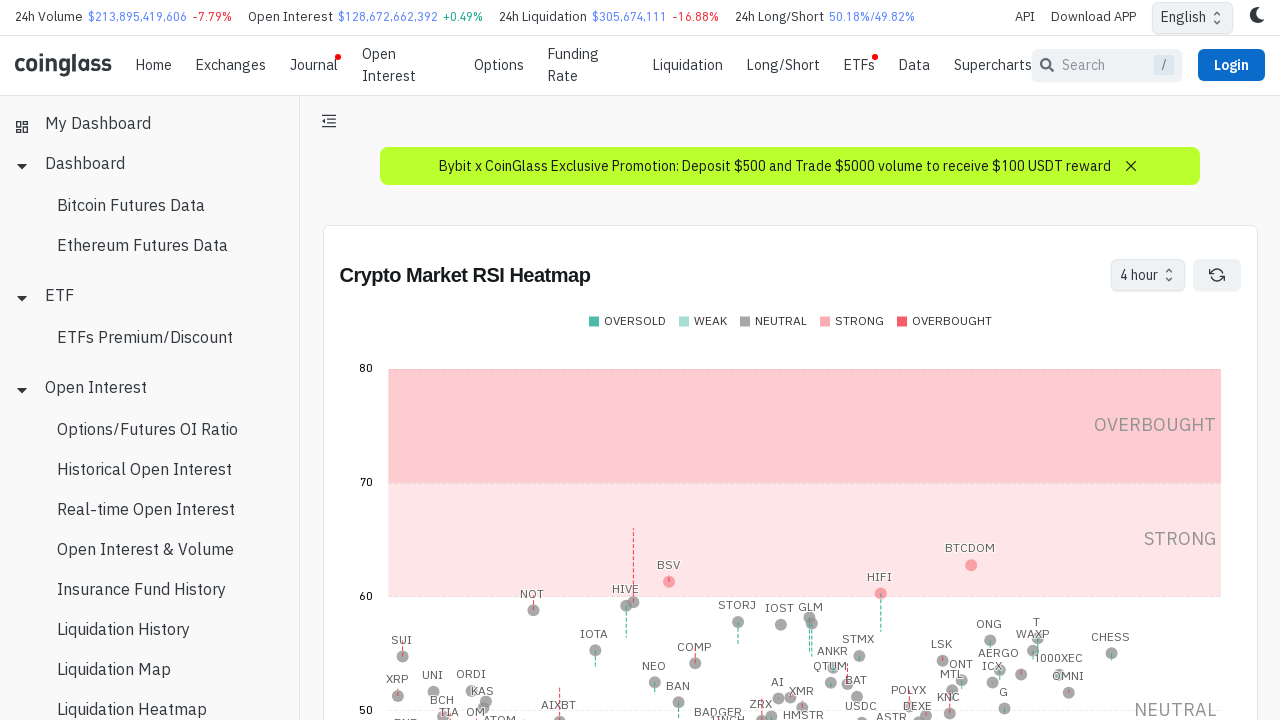 24h Volume $213,895,419,606 -7.79% Open Interest $128,672,662,392 +0.49% 24h Liquidation $305,674,111 -16.88% 24h Long/Short 50.18%/49.82% API Download APP English
coinglass Home Exchanges Journal Open Interest Options Funding Rate Liquidation Long/Short ETFs Data Supercharts Search / Login
My Dashboard
Dashboard
Bitcoin Futures Data
Ethereum Futures Data
ETF
ETFs Premium/Discount
Open Interest
Options/Futures OI Ratio
Historical Open Interest
Real-time Open Interest
Open Interest & Volume
Insurance Fund History
Liquidation History
Liquidation Map
Liquidation Heatmap
Bybit x CoinGlass Exclusive Promotion: Deposit $500 and Trade $5000 volume to receive $100 USDT reward
Crypto Market RSI Heatmap 4 hour
OVERSOLD WEAK NEUTRAL STRONG OVERBOUGHT
80
OVERBOUGHT
70
STRONG
BTCDOM
BSV
HIFI
HIVE
NOT
60
STORJ IOST GLM
T
ONG
IOTA WAXP
CHESS
SUI STMX
LSK
COMP
ANKR AERGO
1000XEC
NEO QTUM ONT ICX
UNI ORDI MTL OMNI
XRP AI BAT
BAN
KAS XMR POLYX G
BCH KNC
AIXBT ZRX USDC DEXE
TIA OM BADGER HMSTR ASTR
50 NEUTRAL